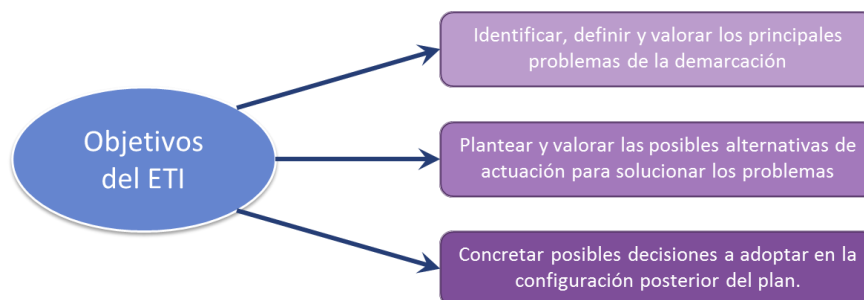 Objetivos
del ETI
Identificar, definir y valorar los principales
problemas de la demarcación
Plantear y valorar las posibles alternativas de
actuación para solucionar los problemas
Concretar posibles decisiones a adoptar en la
configuración posterior del plan.